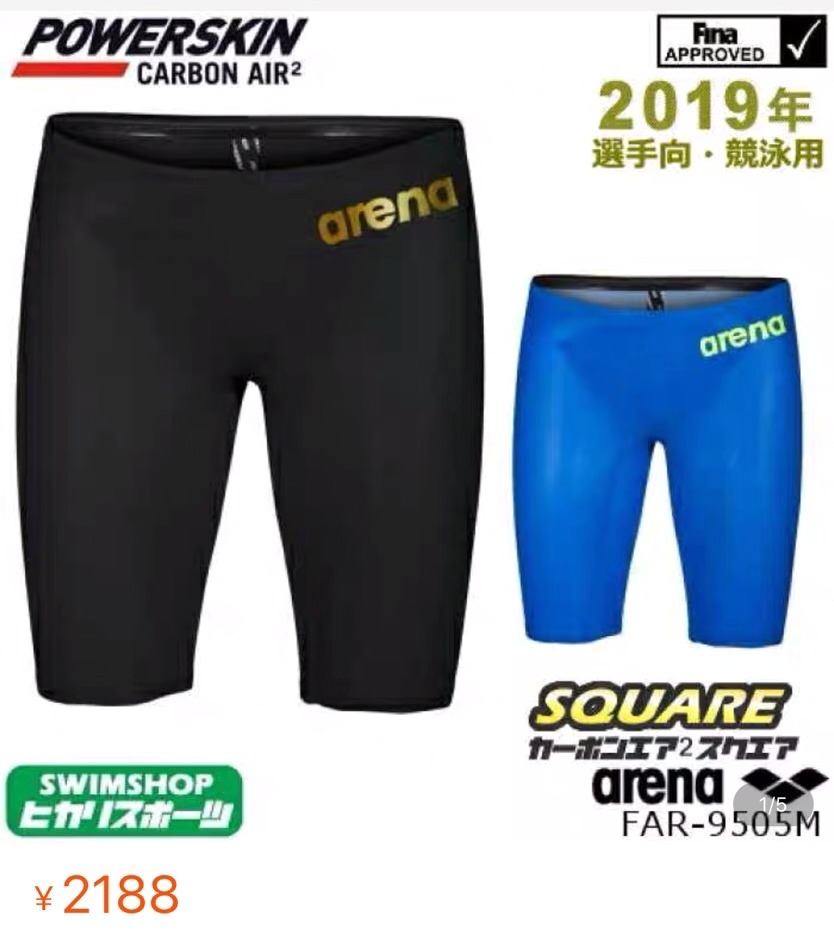 POWERSKIN
CARBON AIR²
Fina
APPROVED
2019年
選手向・競泳用
arena
arena
SQUARE
カーボンエア2スクエア
arena
1/5
FAR-9505M
SWIMSHOP
ヒカリスポーツ
¥2188